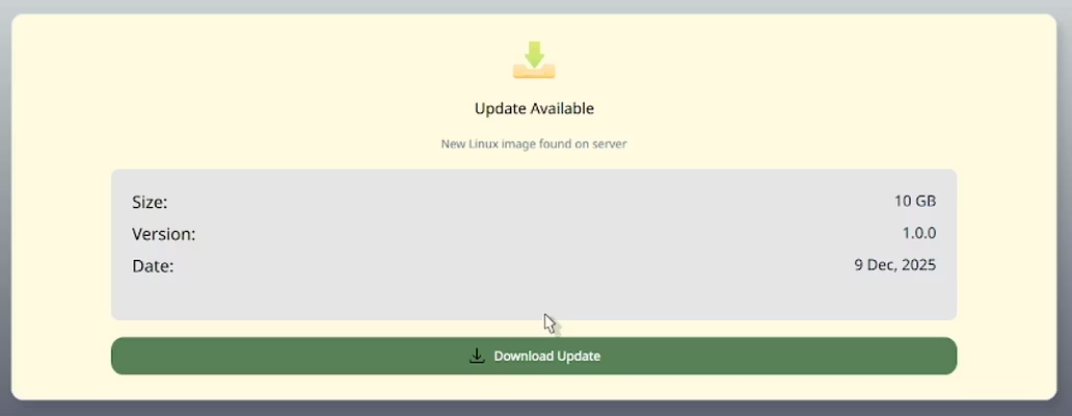 Update Available
New Linux image found on server
Size: 10 GB
Version: 1.0.0
Date: 9 Dec, 2025
Download Update